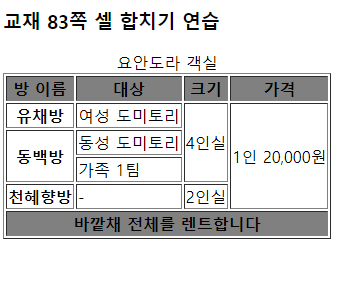 교재 83쪽 셀 합치기 연습
요안도라 객실
방 이름 대상 크기 가격
유채방 여성 도미토리 4인실 1인 20,000원
동백방 동성 도미토리
가족 1팀
천혜향방 - 2인실
바깥채 전체를 렌트합니다